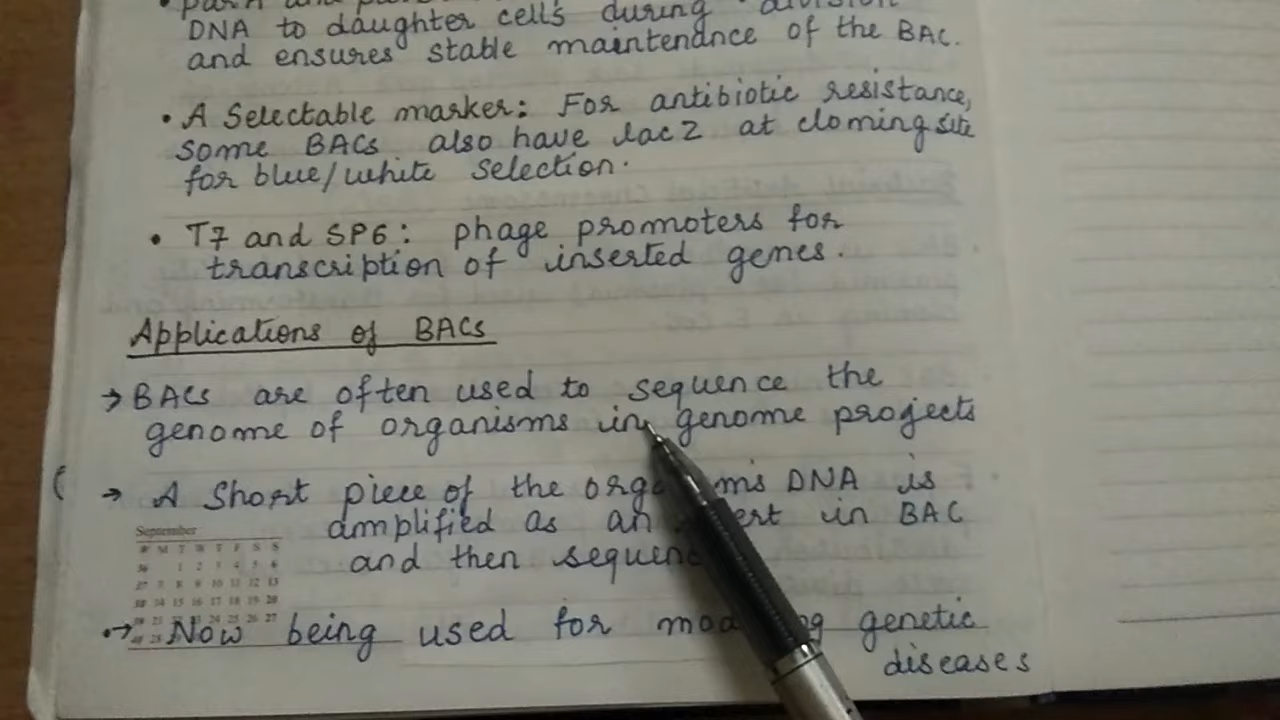 DNA to daughter cells during division
and ensures stable maintenance of the BAC.
• A Selectable marker: For antibiotic resistance,
some BACs also have lacZ at cloming site
for blue/white selection.
• T7 and SP6: phage promoters for
transcription of inserted genes.
Applications of BACs
→ BACs are often used to sequence the
genome of organisms in genome projects
→ A Short piece of the DNA is
amplified as an in BAC
and then
September
→ Now being used for genetic
diseases